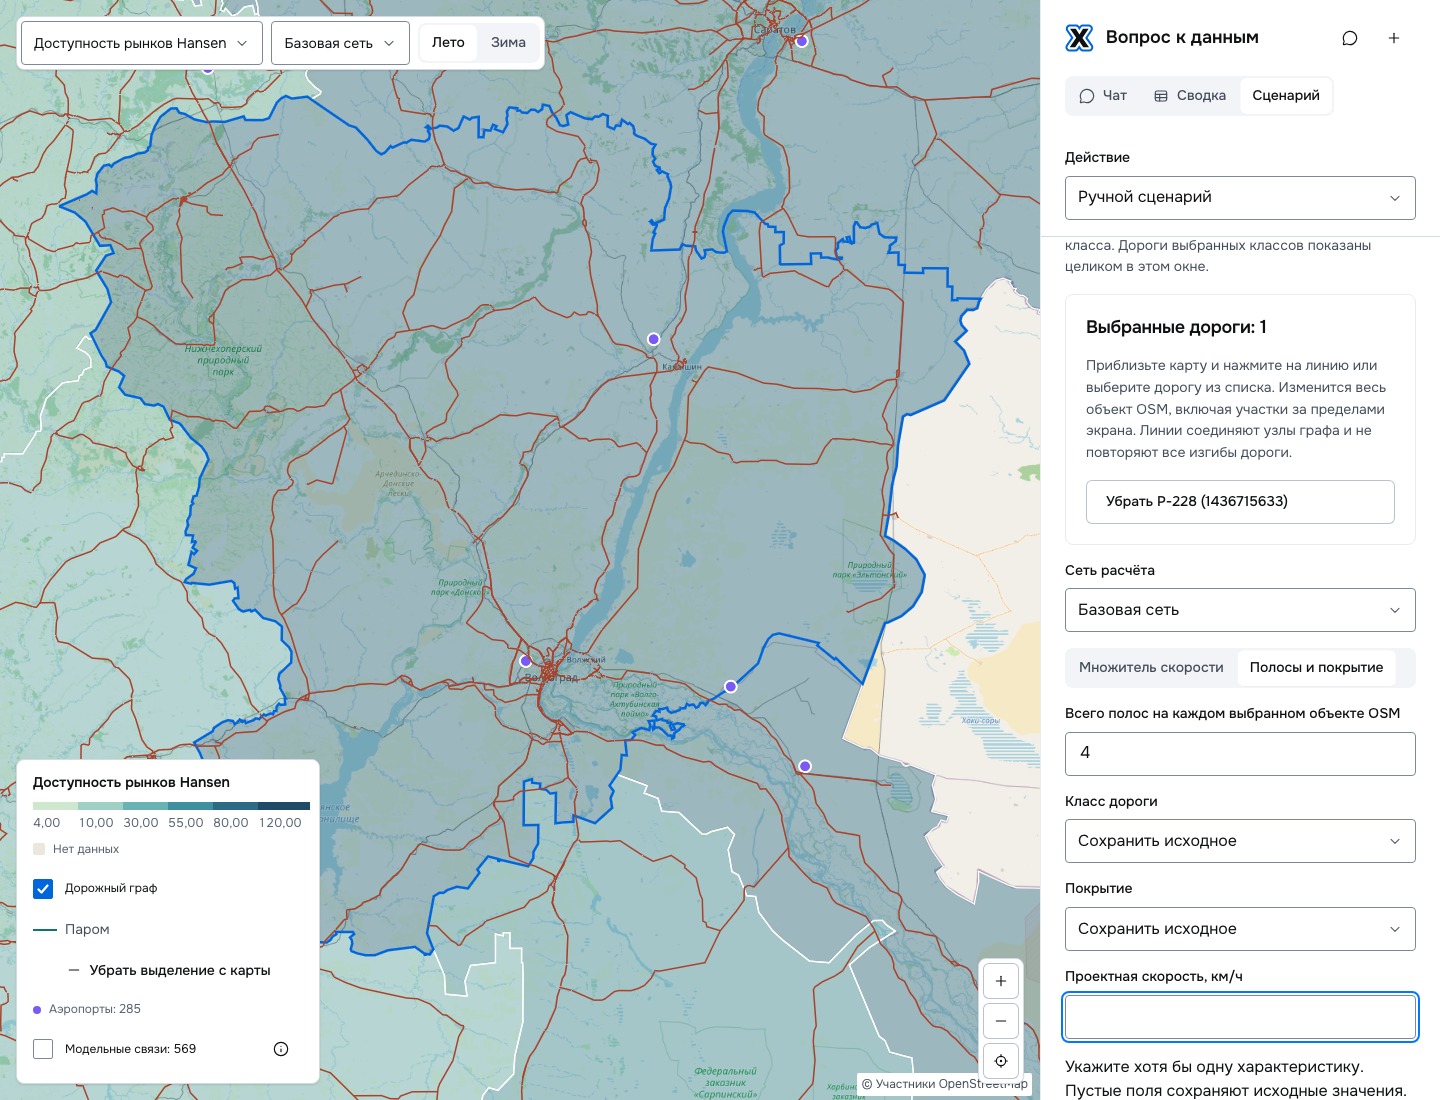 Доступность рынков Hansen
Базовая сеть
Лето
Зима
Саратов
Нижнехоперский
природный
парк
Камышин
Арчединско-
Донские
пески
Природный
парк «Донской»
Природный
парк «Эльтонский»
Волжский
Волгоград
Природный
парк «Волго-
Ахтубинская
пойма»
Хаки-соры
Федеральный
заказник
«Сарпинский»
заказник
© Участники OpenStreetMap
Доступность рынков Hansen
4,00 10,00 30,00 55,00 80,00 120,00
Нет данных
Дорожный граф
Паром
Убрать выделение с карты
Аэропорты: 285
Модельные связи: 569
Вопрос к данным
Чат
Сводка
Сценарий
Действие
Ручной сценарий
класса. Дороги выбранных классов показаны
целиком в этом окне.
Выбранные дороги: 1
Приблизьте карту и нажмите на линию или
выберите дорогу из списка. Изменится весь
объект OSM, включая участки за пределами
экрана. Линии соединяют узлы графа и не
повторяют все изгибы дороги.
Убрать Р-228 (1436715633)
Сеть расчёта
Базовая сеть
Множитель скорости
Полосы и покрытие
Всего полос на каждом выбранном объекте OSM
4
Класс дороги
Сохранить исходное
Покрытие
Сохранить исходное
Проектная скорость, км/ч
Укажите хотя бы одну характеристику.
Пустые поля сохраняют исходные значения.